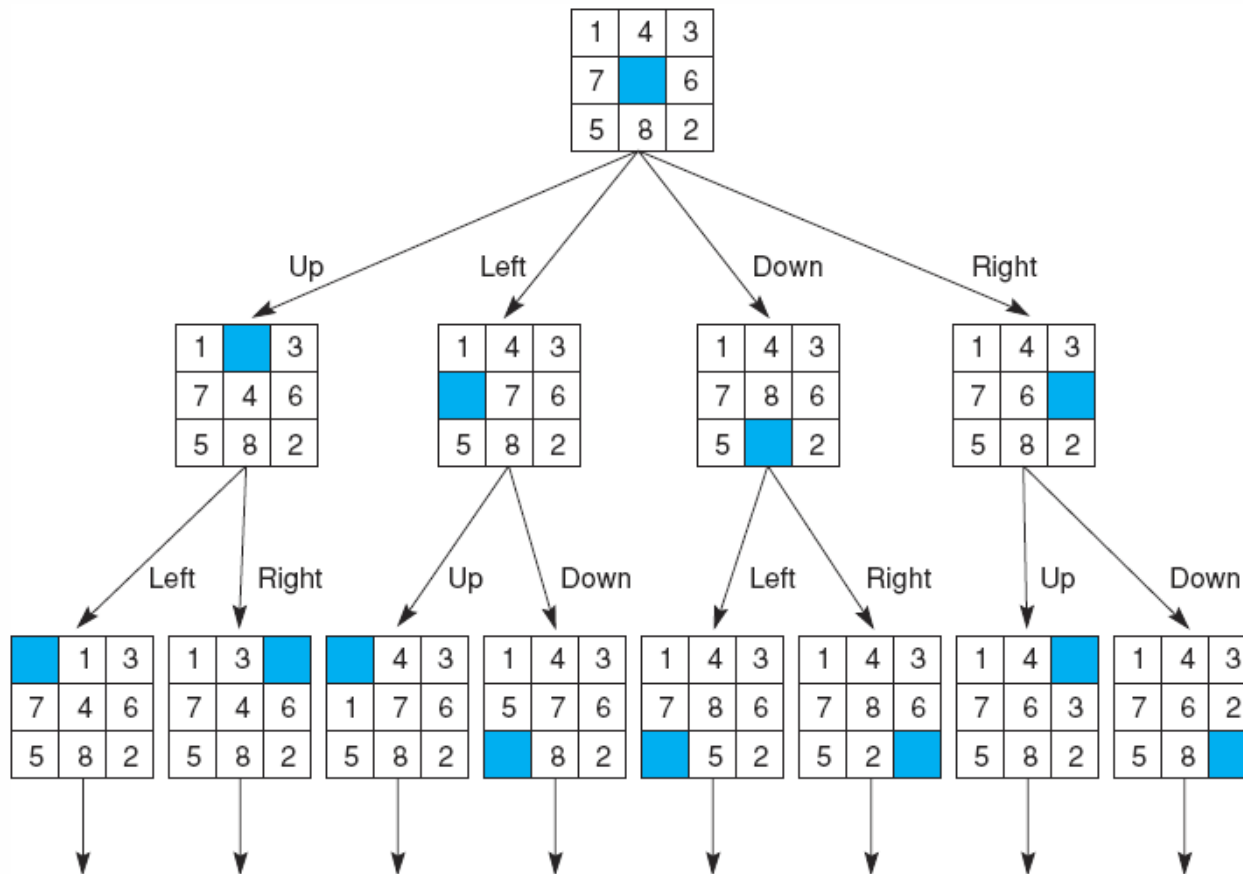 1 4 3
7 6
5 8 2
Up Left Down Right
1 3 1 4 3 1 4 3 1 4 3
7 4 6 7 6 7 8 6 7 6
5 8 2 5 8 2 5 2 5 8 2
Left Right Up Down Left Right Up Down
1 3 1 3 4 3 1 4 3 1 4 3 1 4 3 1 4 1 4 3
7 4 6 7 4 6 1 7 6 5 7 6 7 8 6 7 8 6 7 6 3 7 6 2
5 8 2 5 8 2 5 8 2 8 2 5 2 5 2 5 8 2 5 8